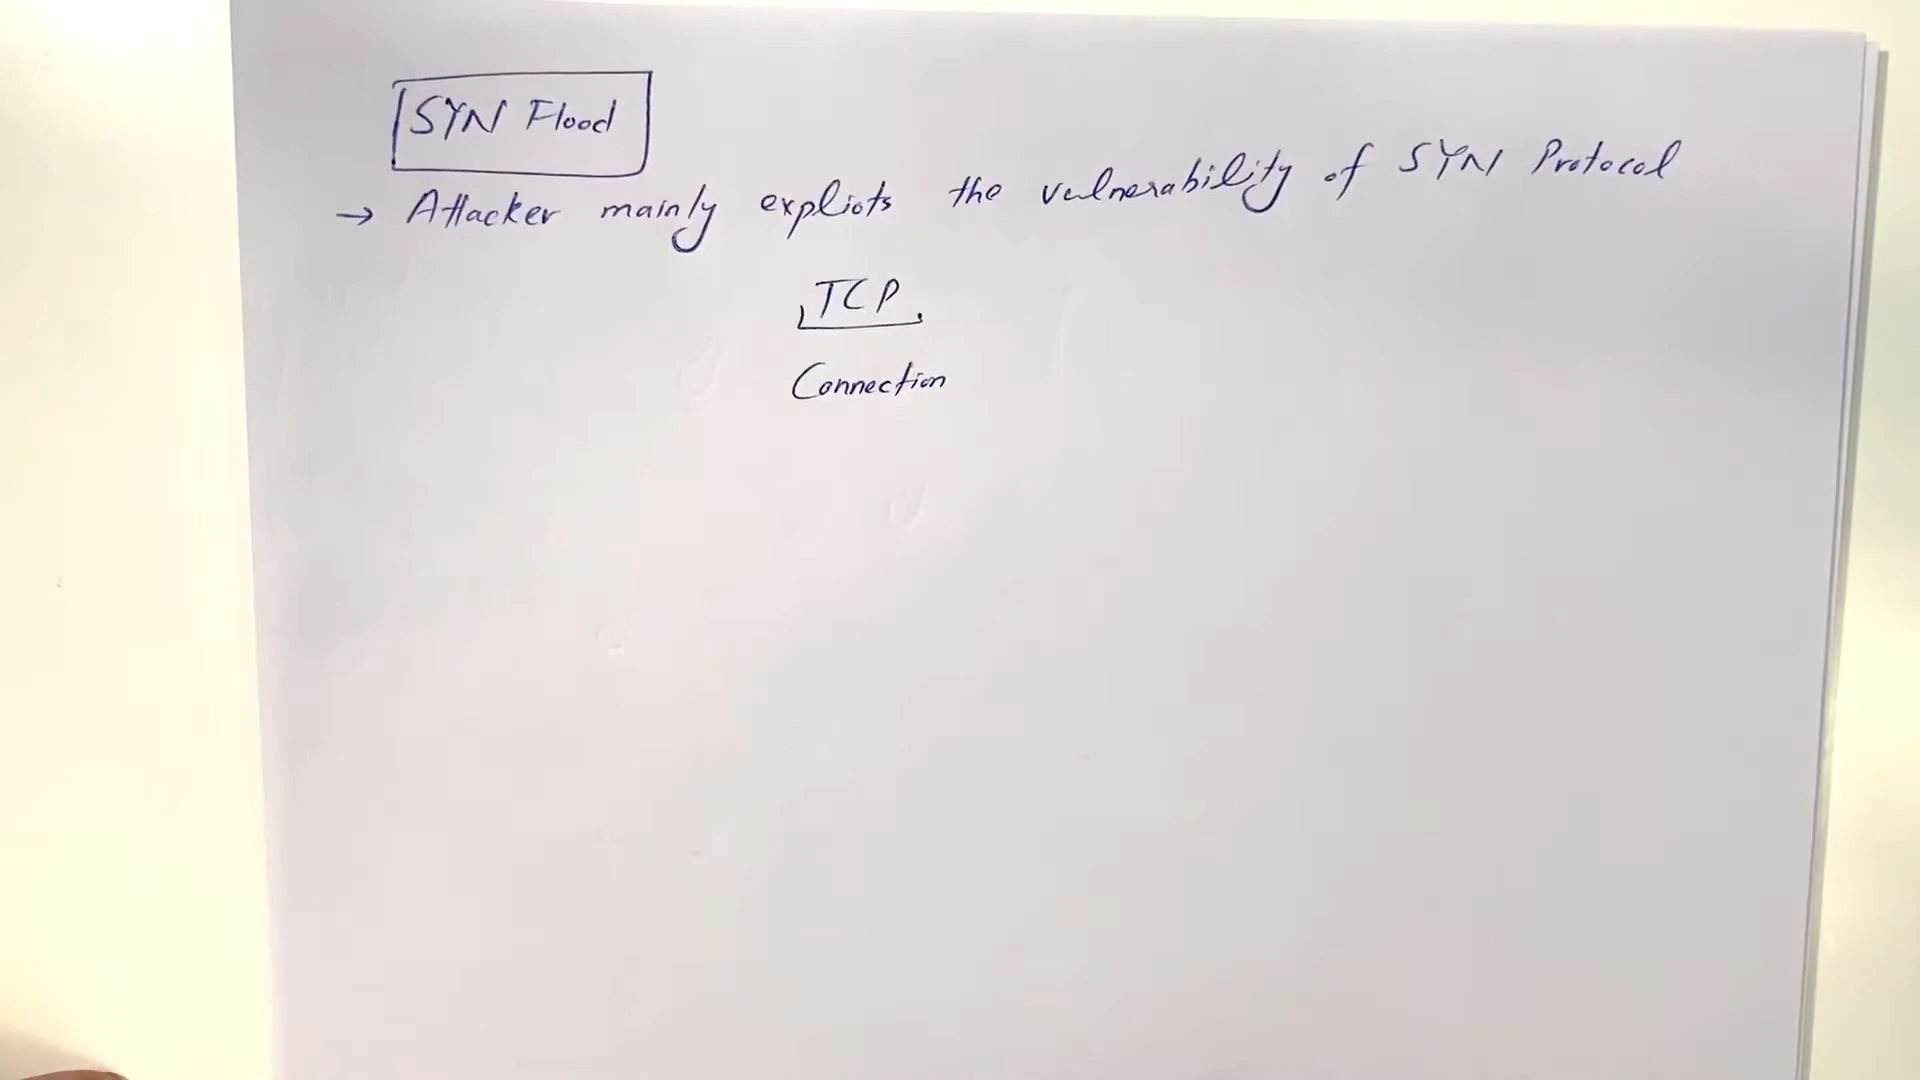 SYN Flood
→ Attacker mainly expliots the vulnerability of SYN Protocol
TCP
Connection